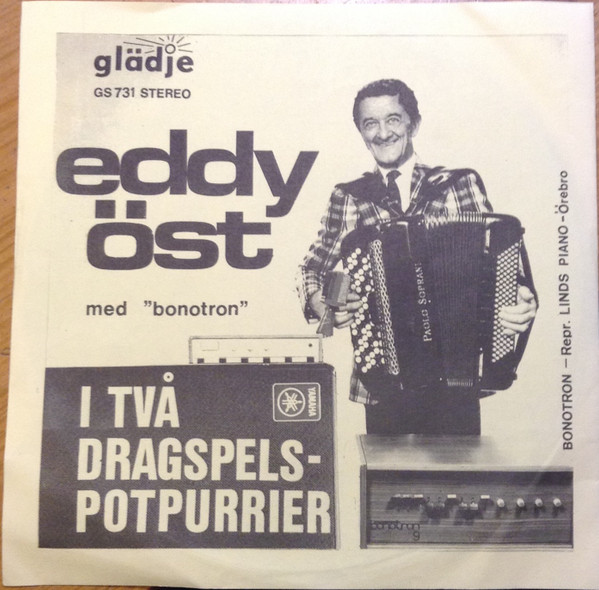 glädje
GS 731 STEREO
eddy
öst
med "bonotron"
I TVÅ
DRAGSPELS-
POTPURRIER
YAMAHA
PAOLO SOPRANI
BONOTRON – Repr. LINDS PIANO - Örebro
bonotron
9